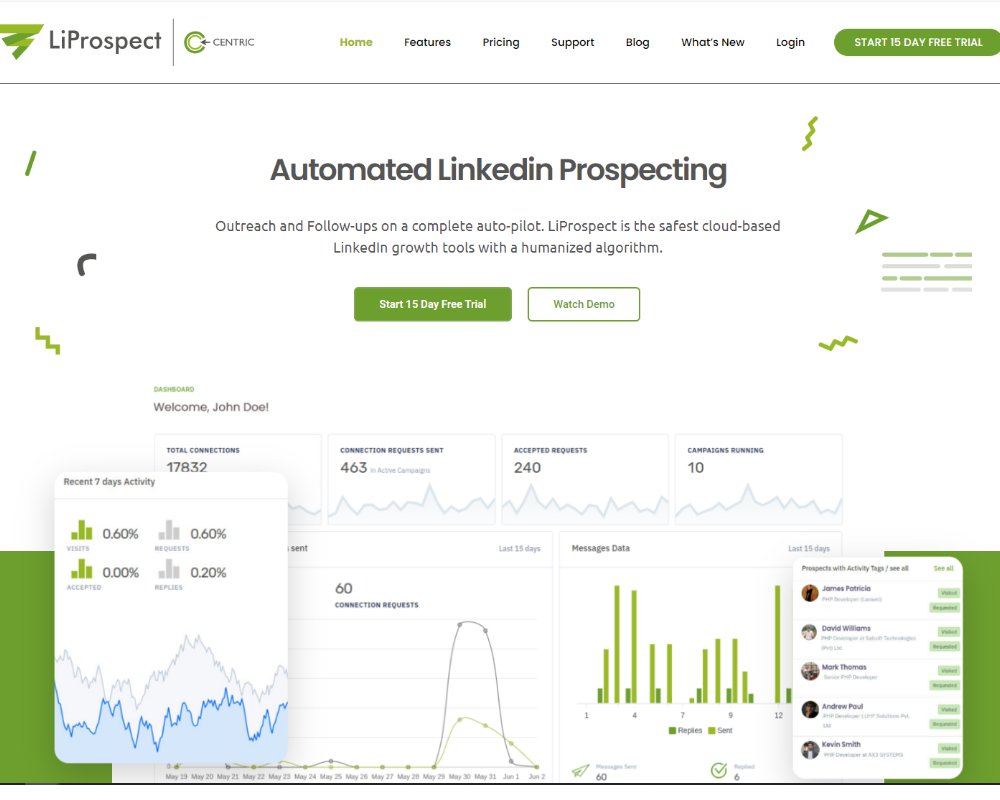 LiProspect CENTRIC
Home Features Pricing Support Blog What's New Login START 15 DAY FREE TRIAL
Automated Linkedin Prospecting
Outreach and Follow-ups on a complete auto-pilot. LiProspect is the safest cloud-based
LinkedIn growth tools with a humanized algorithm.
Start 15 Day Free Trial Watch Demo
DASHBOARD
Welcome, John Doe!
TOTAL CONNECTIONS
17832
CONNECTION REQUESTS SENT
463 in Active Campaigns
ACCEPTED REQUESTS
240
CAMPAIGNS RUNNING
10
Recent 7 days Activity
0.60% 0.60%
VISITS REQUESTS
0.00% 0.20%
ACCEPTED REPLIES
sent Last 15 days
60
CONNECTION REQUESTS
0
May 19 May 20 May 21 May 22 May 23 May 24 May 25 May 26 May 27 May 28 May 29 May 30 May 31 Jun 1 Jun 2
Messages Data Last 15 days
1 4 7 9 12
Replies Sent
Messages Sent
60
Replied
6
Prospects with Activity Tags / see all See all
James Patricia Visited
PHP Developer (Laravel) Requested
David Williams Visited
PHP Developer at Technologies Requested
(Pvt) Ltd
Mark Thomas Visited
Senior PHP Developer Requested
Andrew Paul Visited
PHP Developer Solutions Pvt. Requested
Ltd
Kevin Smith Visited
PHP Developer at SYSTEMS Requested